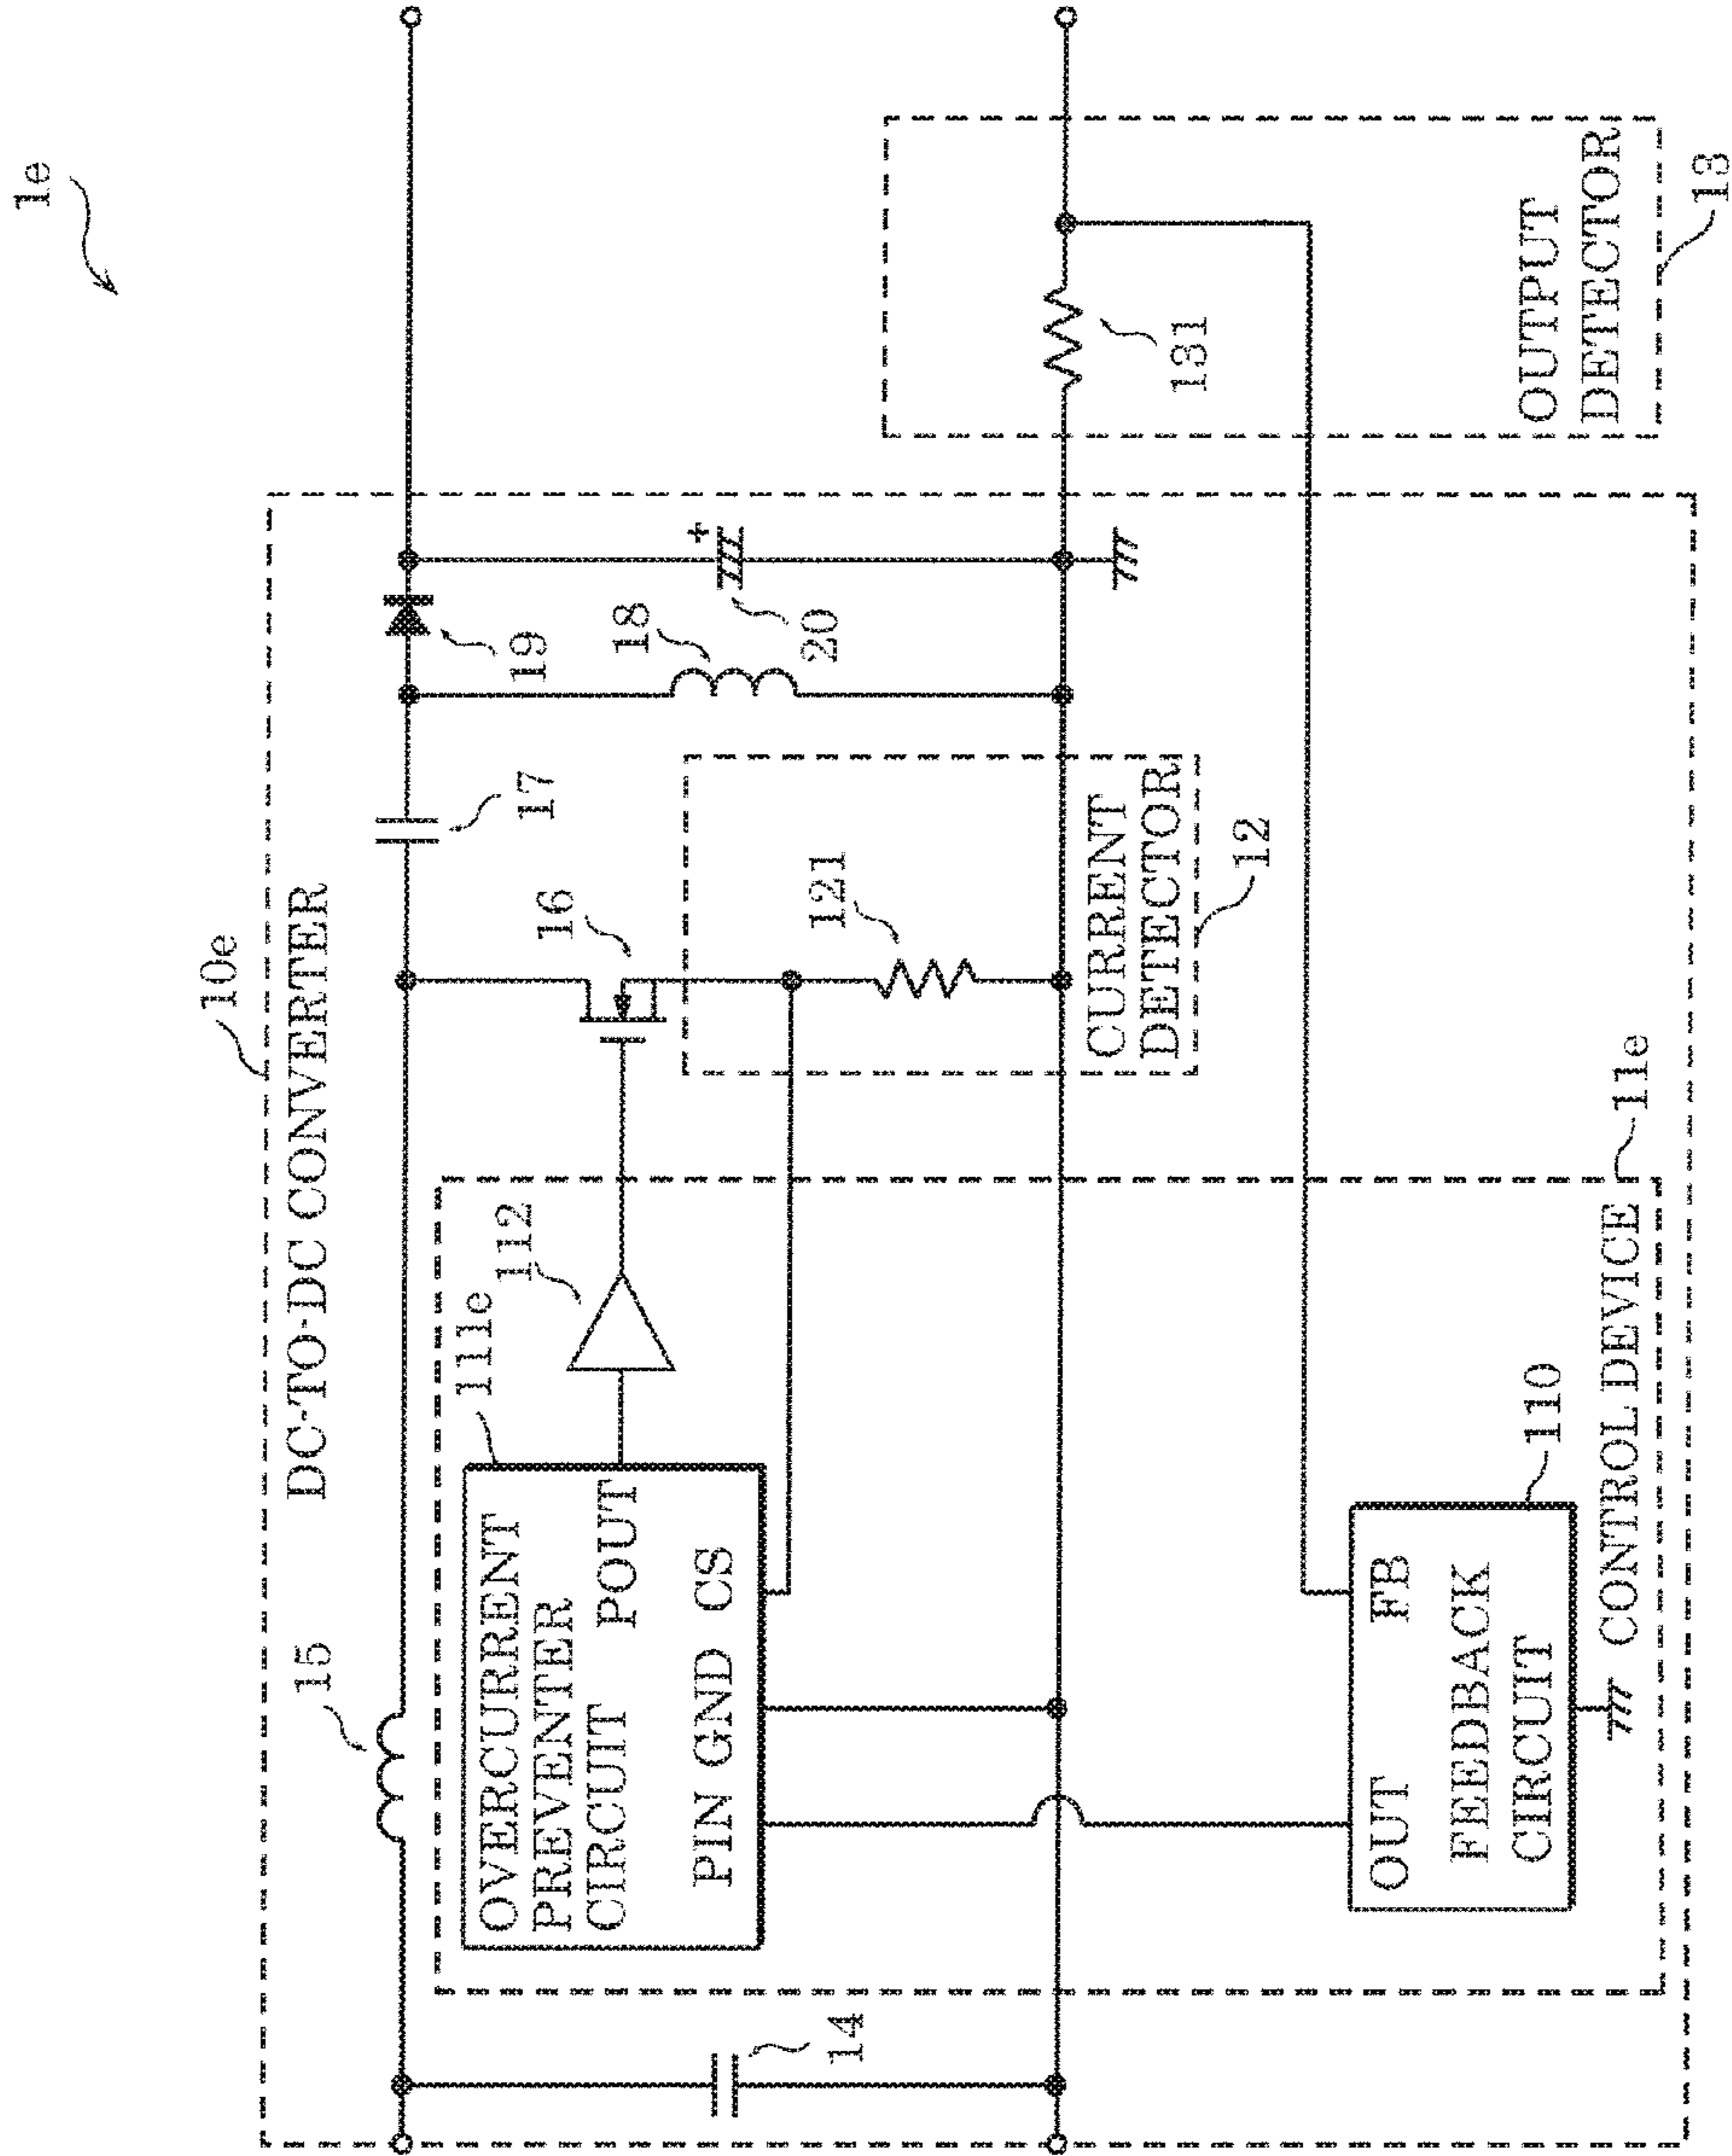 1e
10e
DC-TO-DC CONVERTER
15
111e
112
16
17
19
18
20
+
OVERCURRENT
PREVENTER
CIRCUIT
POUT
PIN GND CS
121
CURRENT
DETECTOR
12
131
OUTPUT
DETECTOR
13
14
OUT
FB
FEEDBACK
CIRCUIT
110
CONTROL DEVICE
11e